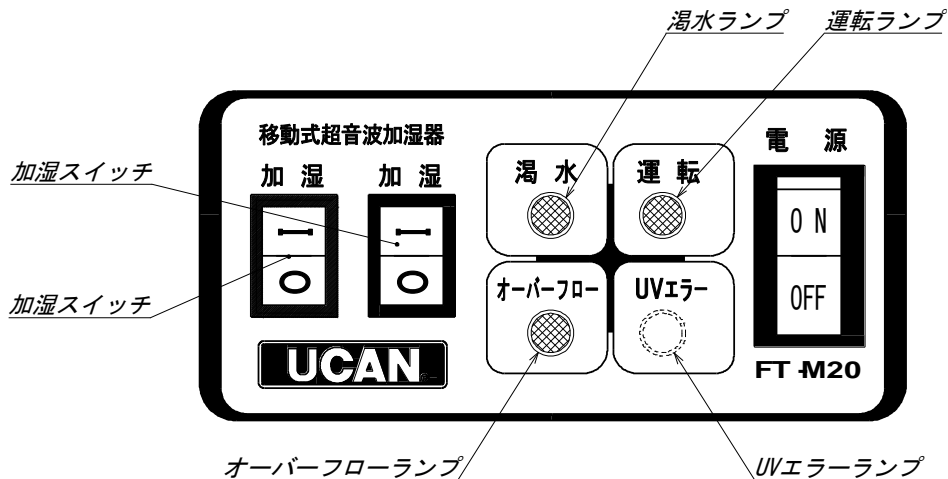 渇水ランプ
運転ランプ
移動式超音波加湿器
電 源
加湿スイッチ
加 湿
加 湿
渇 水
運 転
ON
OFF
加湿スイッチ
オーバーフロー
UVエラー
UCAN
FT-M20
オーバーフローランプ
UVエラーランプ